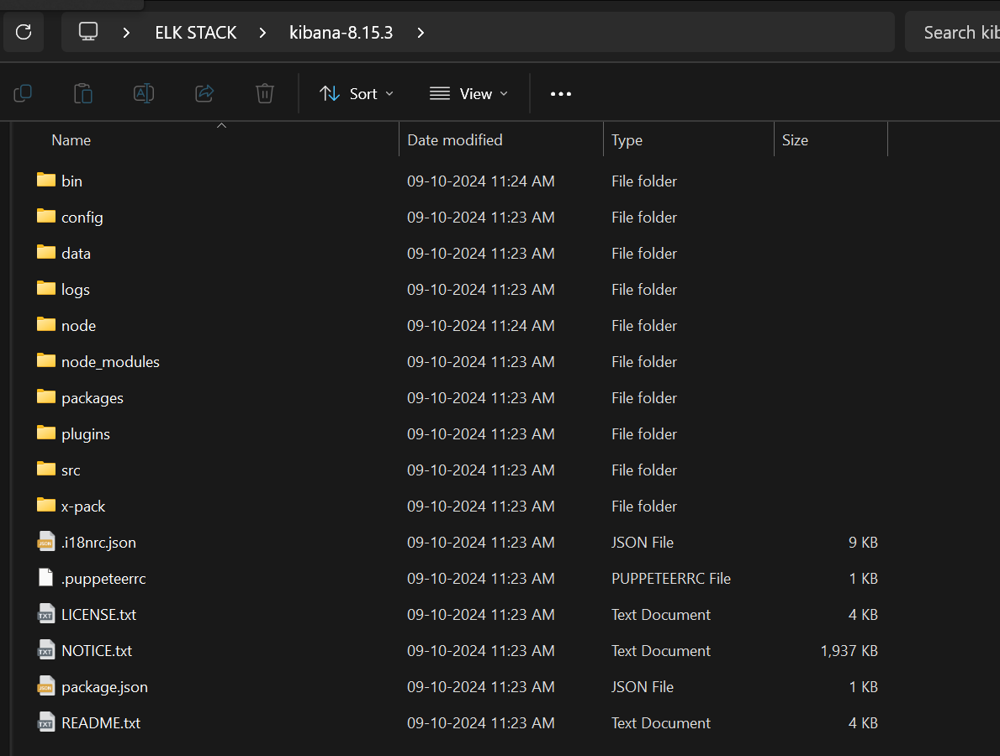 ELK STACK kibana-8.15.3 Search kib
Sort View
Name Date modified Type Size
bin 09-10-2024 11:24 AM File folder
config 09-10-2024 11:23 AM File folder
data 09-10-2024 11:23 AM File folder
logs 09-10-2024 11:23 AM File folder
node 09-10-2024 11:24 AM File folder
node_modules 09-10-2024 11:23 AM File folder
packages 09-10-2024 11:23 AM File folder
plugins 09-10-2024 11:23 AM File folder
src 09-10-2024 11:23 AM File folder
x-pack 09-10-2024 11:23 AM File folder
.i18nrc.json 09-10-2024 11:23 AM JSON File 9 KB
.puppeteerrc 09-10-2024 11:23 AM PUPPETEERRC File 1 KB
LICENSE.txt 09-10-2024 11:23 AM Text Document 4 KB
NOTICE.txt 09-10-2024 11:23 AM Text Document 1,937 KB
package.json 09-10-2024 11:23 AM JSON File 1 KB
README.txt 09-10-2024 11:23 AM Text Document 4 KB